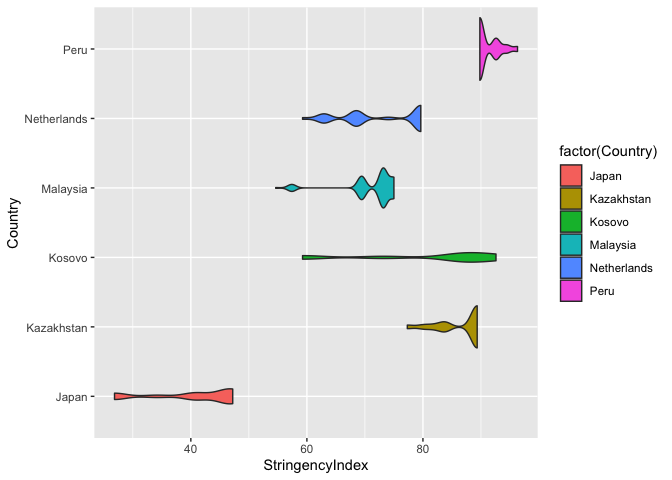 Peru
Netherlands
Malaysia
Kosovo
Kazakhstan
Japan
40 60 80
StringencyIndex
Country
factor(Country)
Japan
Kazakhstan
Kosovo
Malaysia
Netherlands
Peru